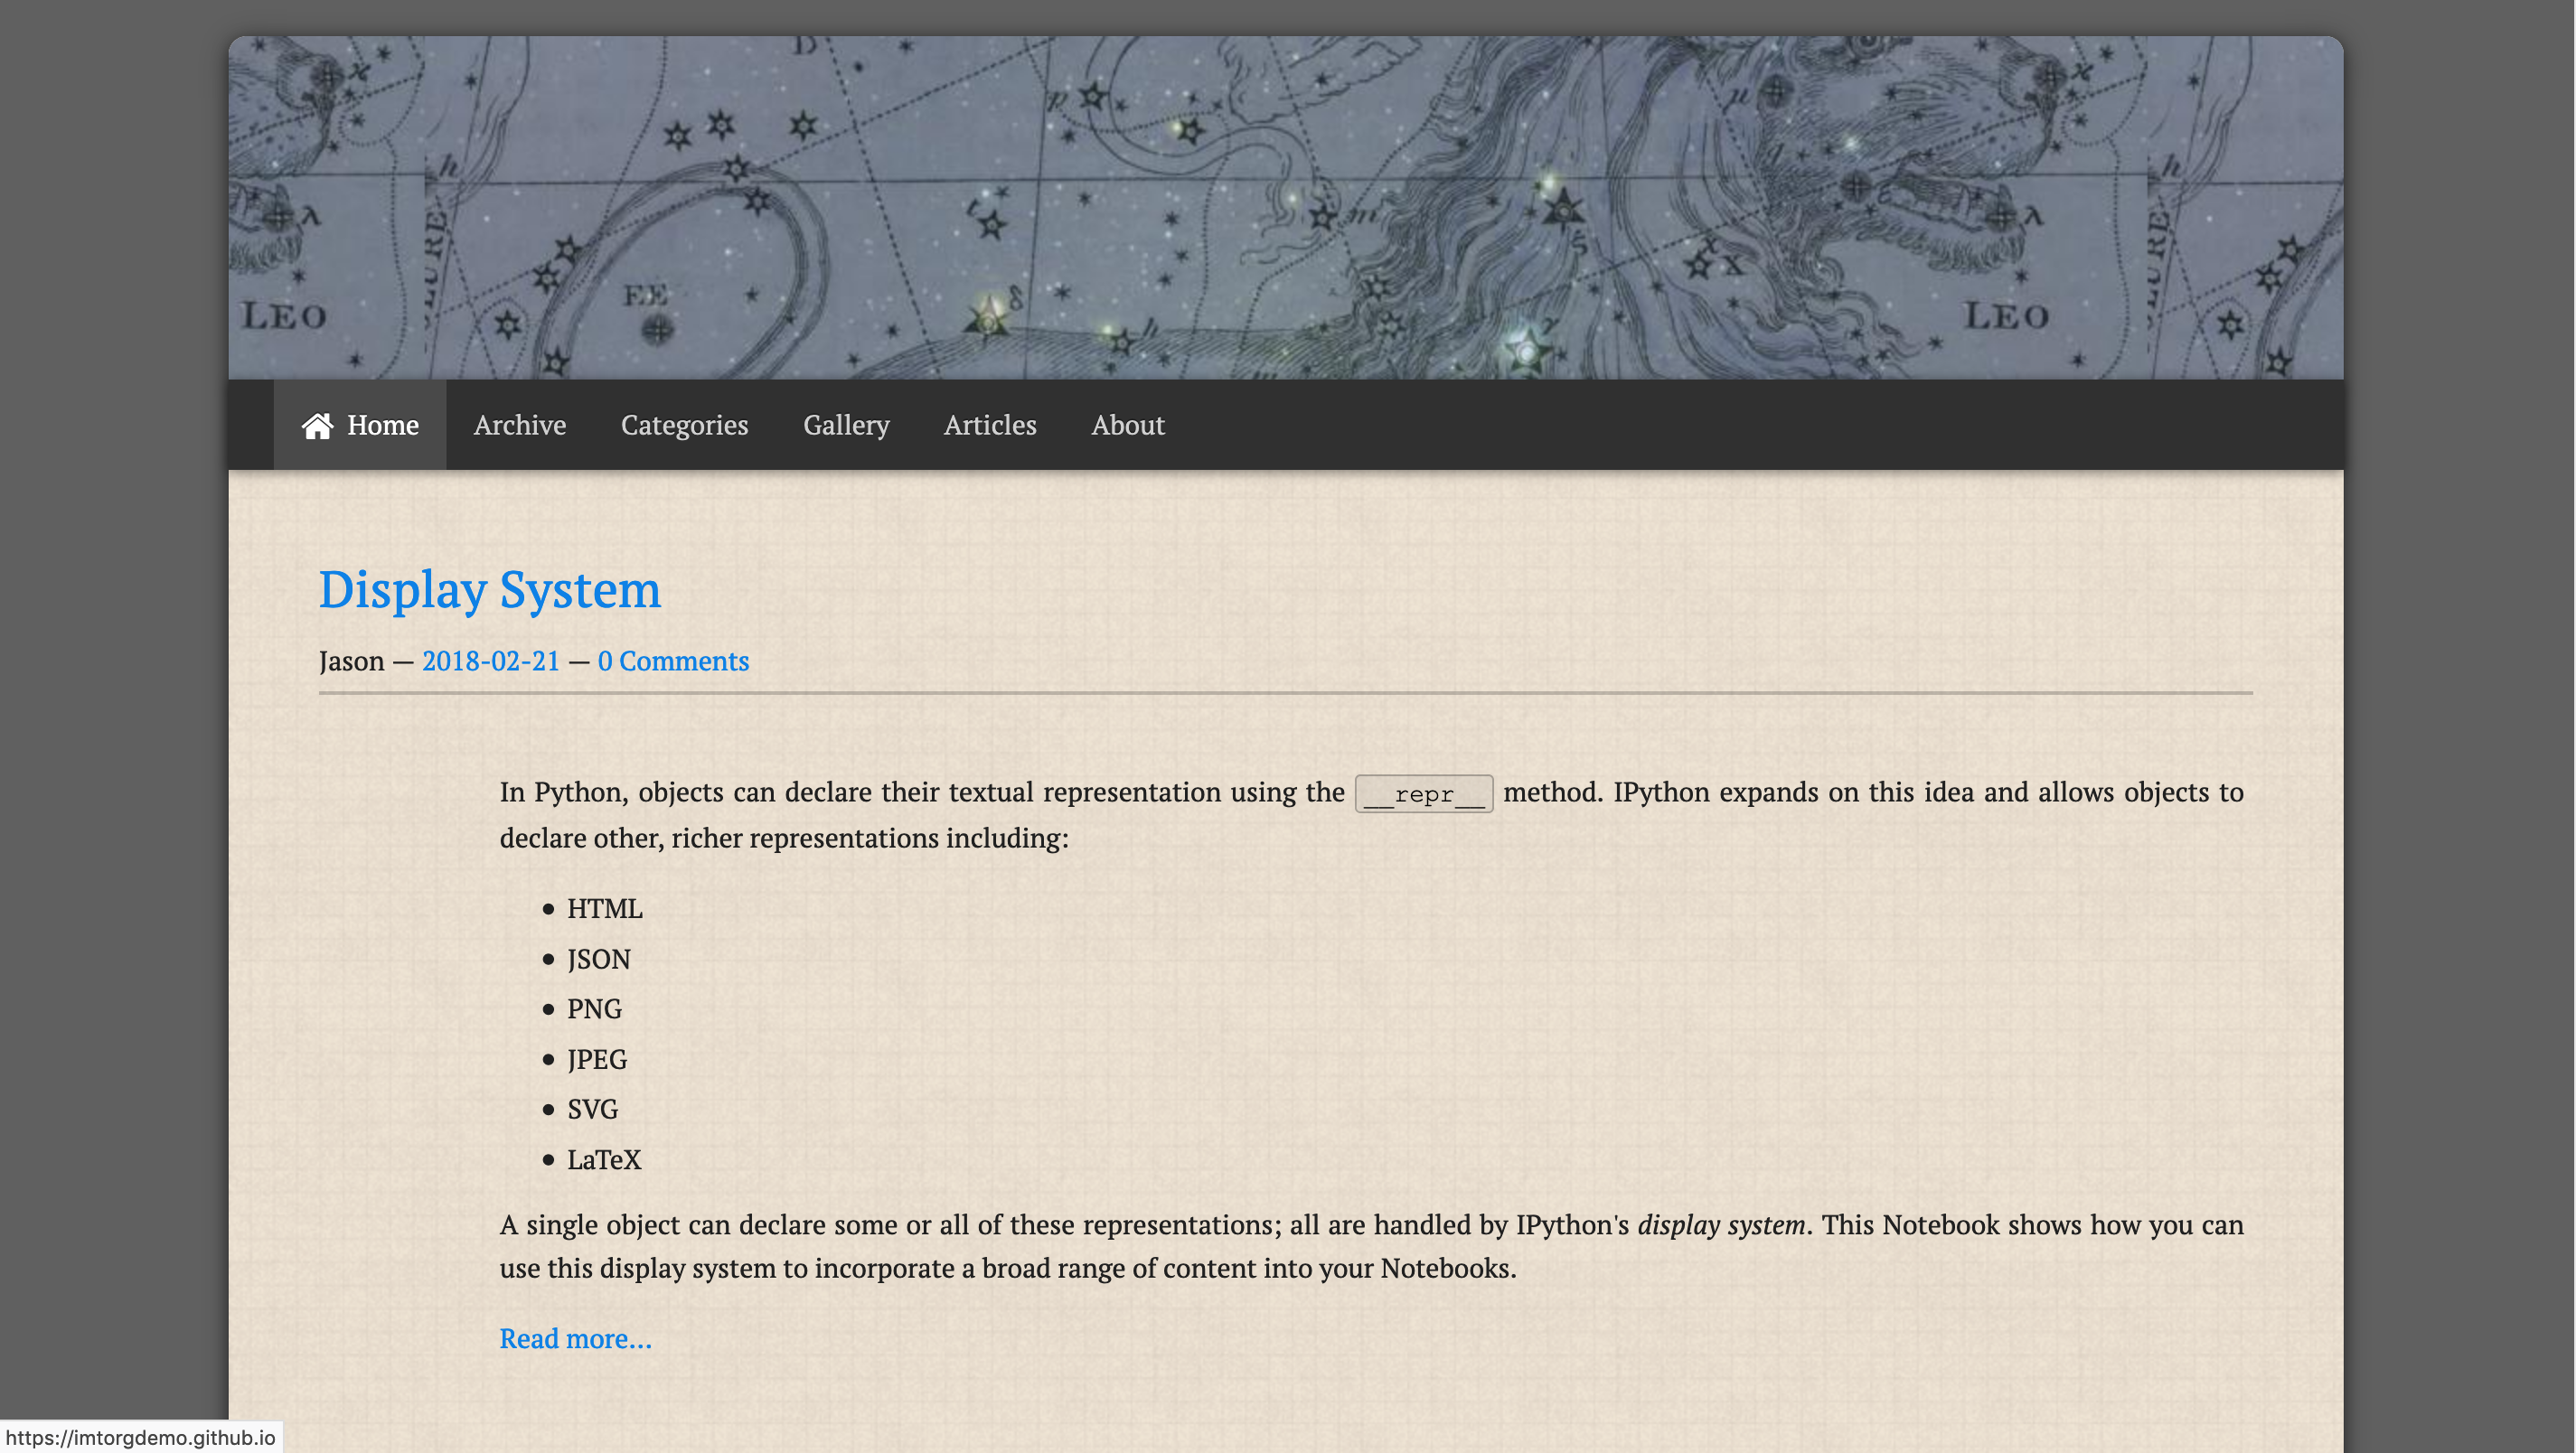 D
p
μ
x
x
h
h
λ
λ
m
EE
δ
h
γ
5
x
X
LEO
LEO
Home Archive Categories Gallery Articles About
Display System
Jason — 2018-02-21 — 0 Comments
In Python, objects can declare their textual representation using the __repr__ method. IPython expands on this idea and allows objects to
declare other, richer representations including:
• HTML
• JSON
• PNG
• JPEG
• SVG
• LaTeX
A single object can declare some or all of these representations; all are handled by IPython's display system. This Notebook shows how you can
use this display system to incorporate a broad range of content into your Notebooks.
Read more...
https://imtorgdemo.github.io